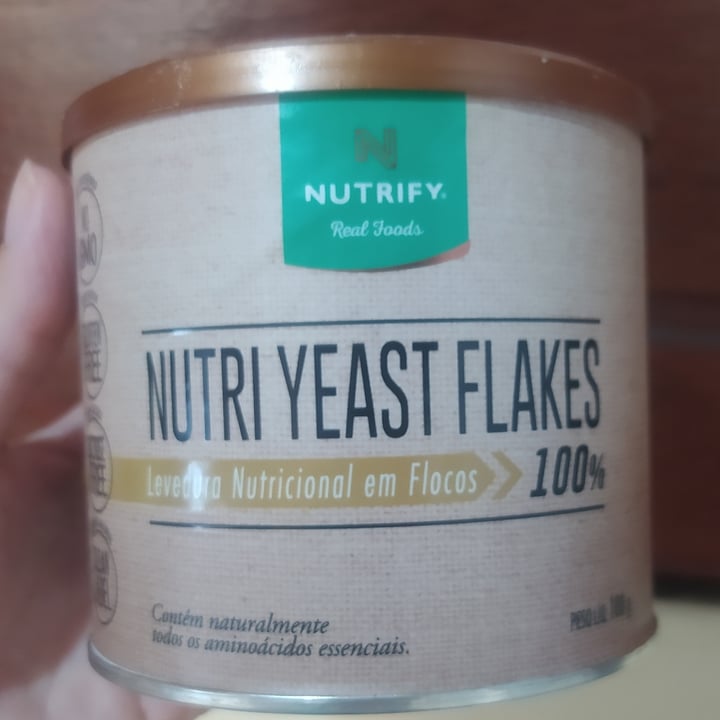 N
NUTRIFY®
Real Foods
NUTRI YEAST FLAKES
Levedura Nutricional em Flocos
100%
Contém naturalmente
todos os aminoácidos essenciais.